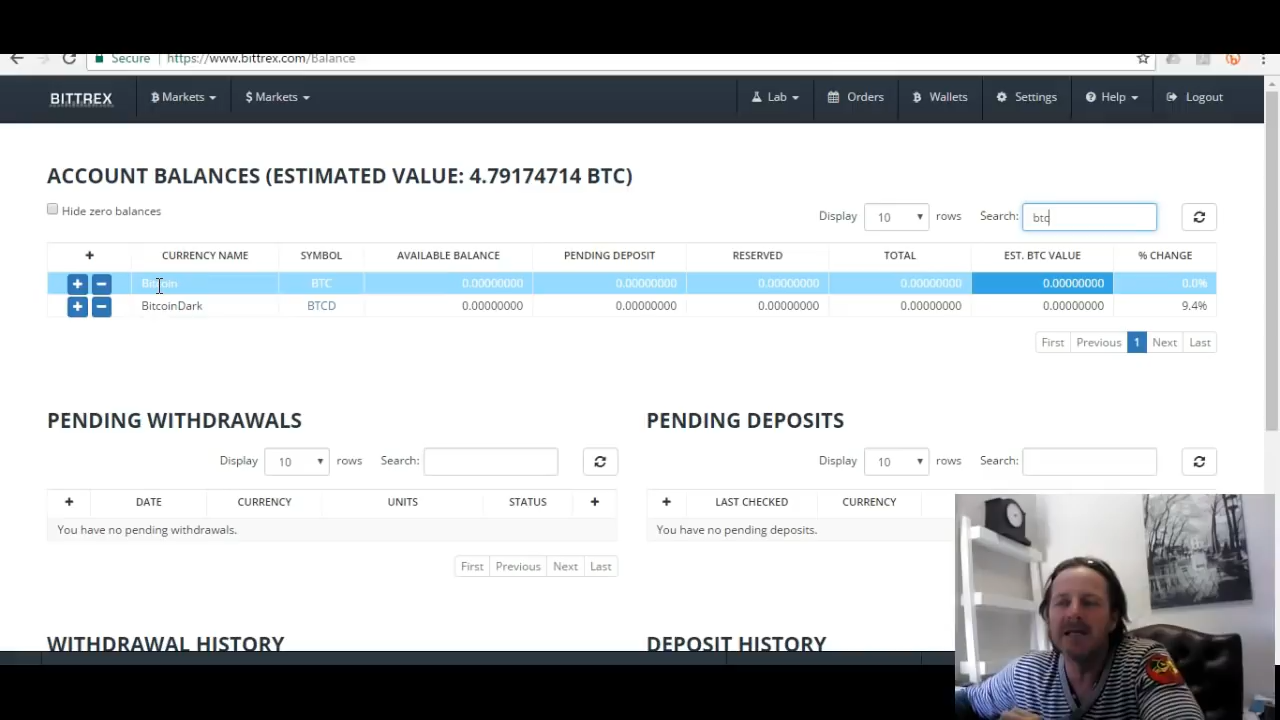 Secure https://www.bittrex.com/Balance
BITTREX B Markets $ Markets Lab Orders B Wallets Settings Help Logout
ACCOUNT BALANCES (ESTIMATED VALUE: 4.79174714 BTC)
Hide zero balances Display 10 rows Search: btc
+ CURRENCY NAME SYMBOL AVAILABLE BALANCE PENDING DEPOSIT RESERVED TOTAL EST. BTC VALUE % CHANGE
+ − Bitcoin BTC 0.00000000 0.00000000 0.00000000 0.00000000 0.00000000 0.0%
+ − BitcoinDark BTCD 0.00000000 0.00000000 0.00000000 0.00000000 0.00000000 9.4%
First Previous 1 Next Last
PENDING WITHDRAWALS
Display 10 rows Search:
+ DATE CURRENCY UNITS STATUS +
You have no pending withdrawals.
First Previous Next Last
PENDING DEPOSITS
Display 10 rows Search:
+ LAST CHECKED CURRENCY
You have no pending deposits.
WITHDRAWAL HISTORY
DEPOSIT HISTORY